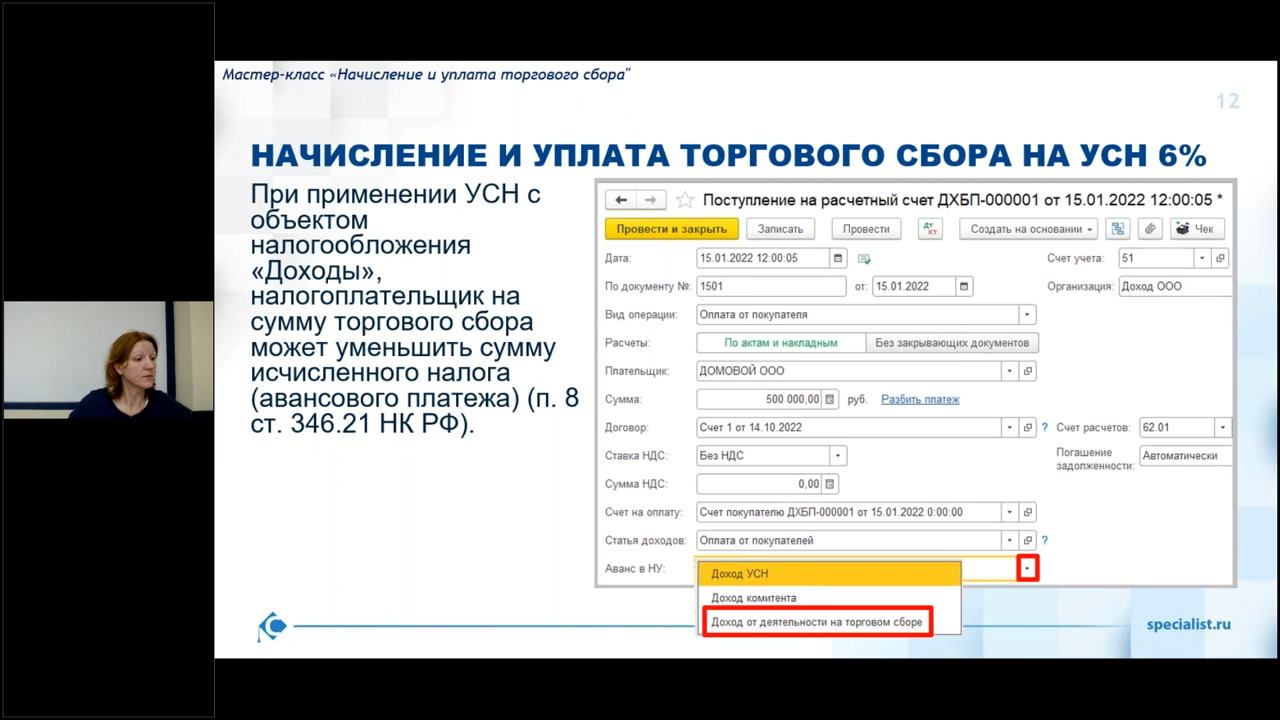 Мастер-класс «Начисление и уплата торгового сбора"
12
НАЧИСЛЕНИЕ И УПЛАТА ТОРГОВОГО СБОРА НА УСН 6%
При применении УСН с
объектом
налогообложения
«Доходы»,
налогоплательщик на
сумму торгового сбора
может уменьшить сумму
исчисленного налога
(авансового платежа) (п. 8
ст. 346.21 НК РФ).
Поступление на расчетный счет ДХБП-000001 от 15.01.2022 12:00:05 *
Провести и закрыть Записать Провести Дт Кт Создать на основании Чек
Дата: 15.01.2022 12:00:05 Счет учета: 51
По документу №: 1501 от: 15.01.2022 Организация: Доход ООО
Вид операции: Оплата от покупателя
Расчеты: По актам и накладным Без закрывающих документов
Плательщик: ДОМОВОЙ ООО
Сумма: 500 000,00 руб. Разбить платеж
Договор: Счет 1 от 14.10.2022 ? Счет расчетов: 62.01
Ставка НДС: Без НДС Погашение задолженности: Автоматически
Сумма НДС: 0,00
Счет на оплату: Счет покупателю ДХБП-000001 от 15.01.2022 0:00:00
Статья доходов: Оплата от покупателей ?
Аванс в НУ:
Доход УСН
Доход комитента
Доход от деятельности на торговом сборе
specialist.ru